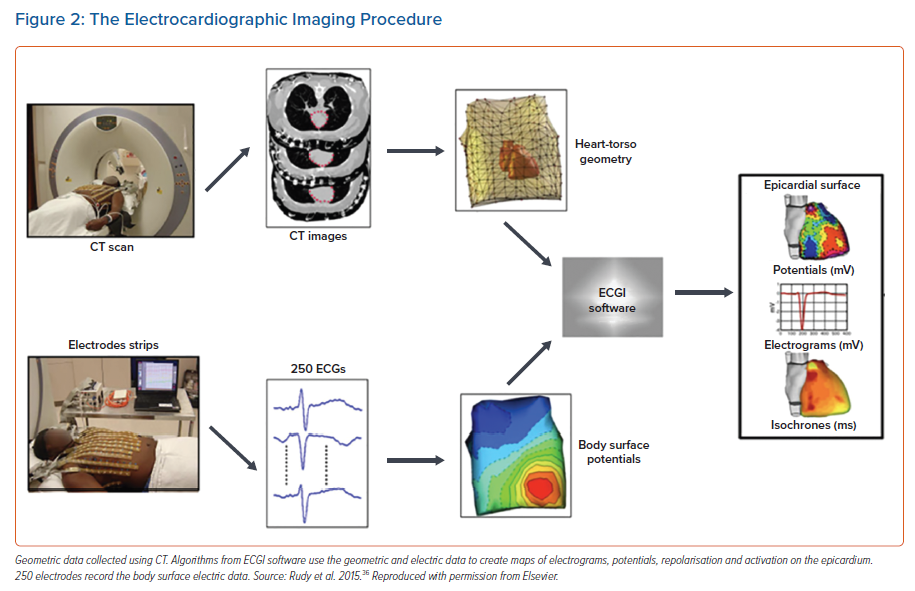 Figure 2: The Electrocardiographic Imaging Procedure
CT scan
CT images
Heart-torso
geometry
Electrodes strips
250 ECGs
Body surface
potentials
ECGI
software
Epicardial surface
Potentials (mV)
mV
Electrograms (mV)
Isochrones (ms)
Geometric data collected using CT. Algorithms from ECGI software use the geometric and electric data to create maps of electrograms, potentials, repolarisation and activation on the epicardium.
250 electrodes record the body surface electric data. Source: Rudy et al. 2015.³⁶ Reproduced with permission from Elsevier.